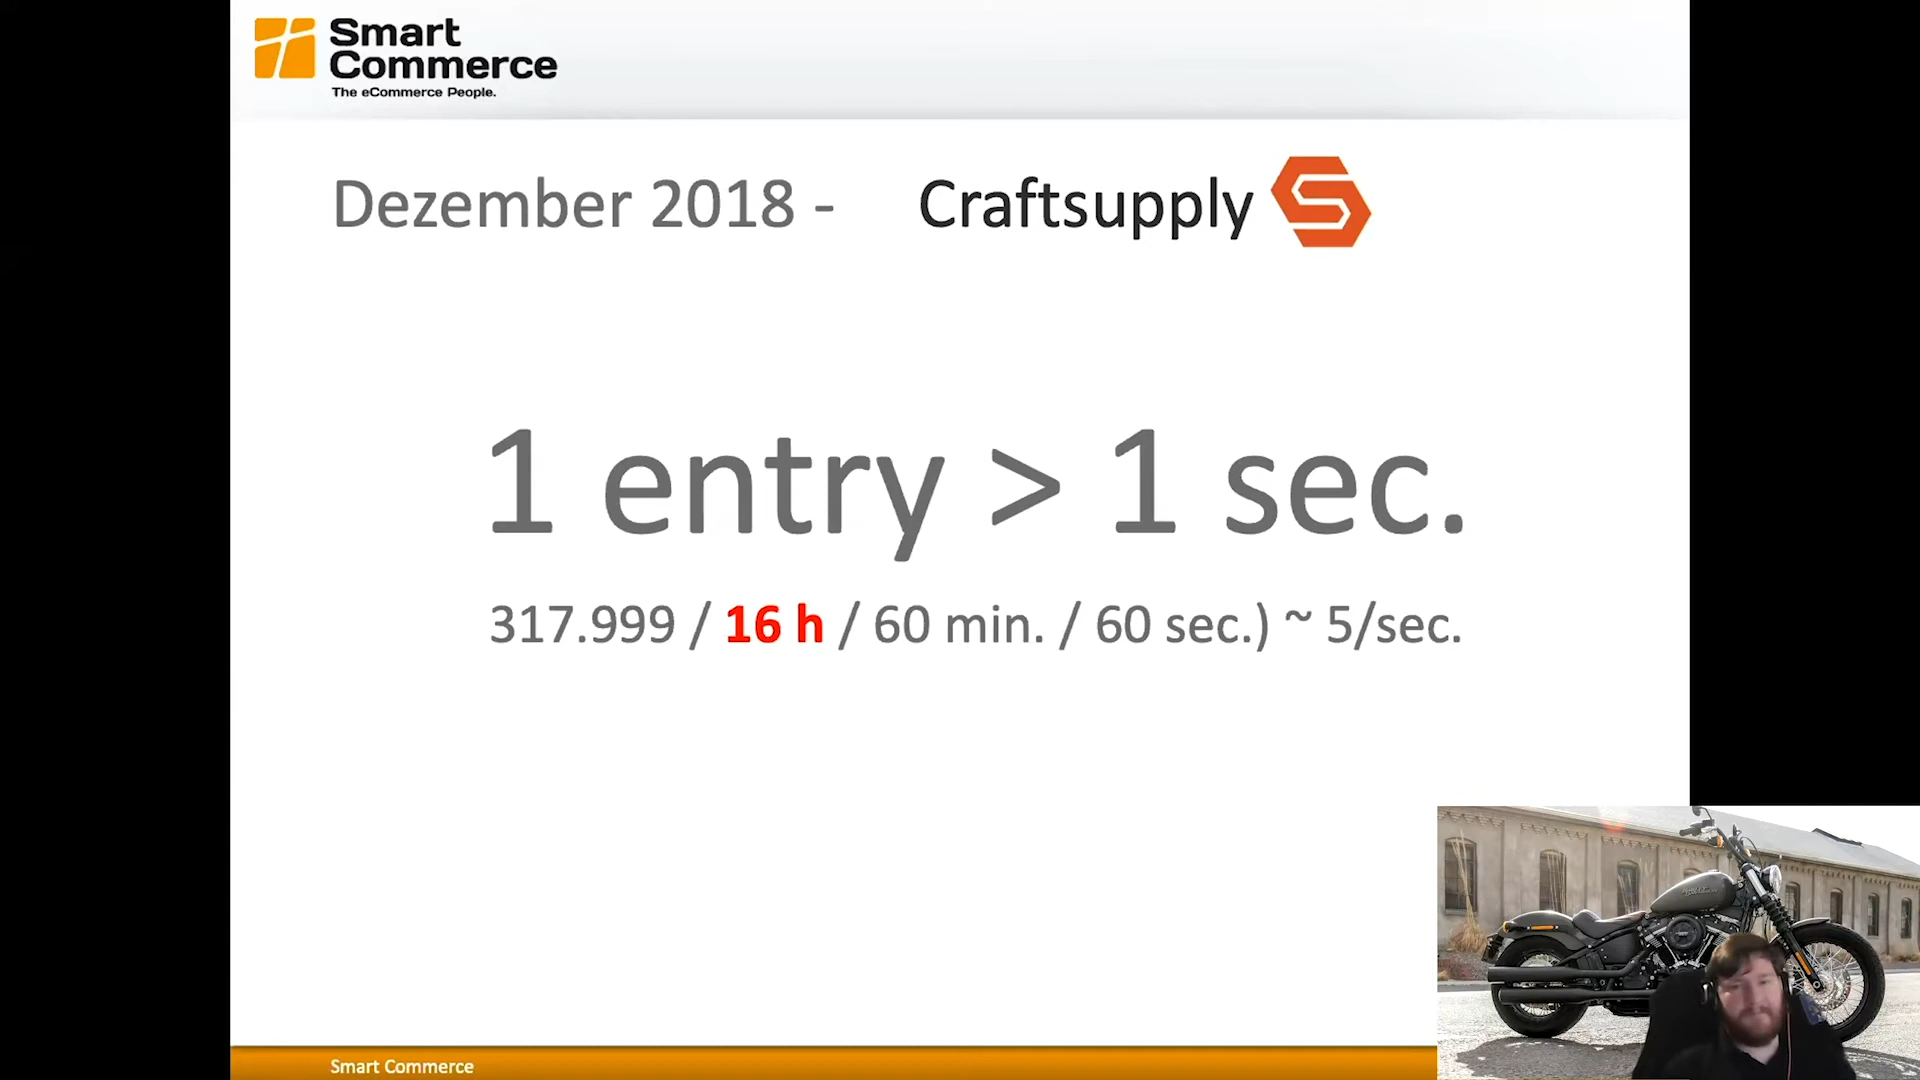 Smart
Commerce
The eCommerce People.
Dezember 2018 - Craftsupply
1 entry > 1 sec.
317.999 / 16 h / 60 min. / 60 sec.) ~ 5/sec.
Smart Commerce